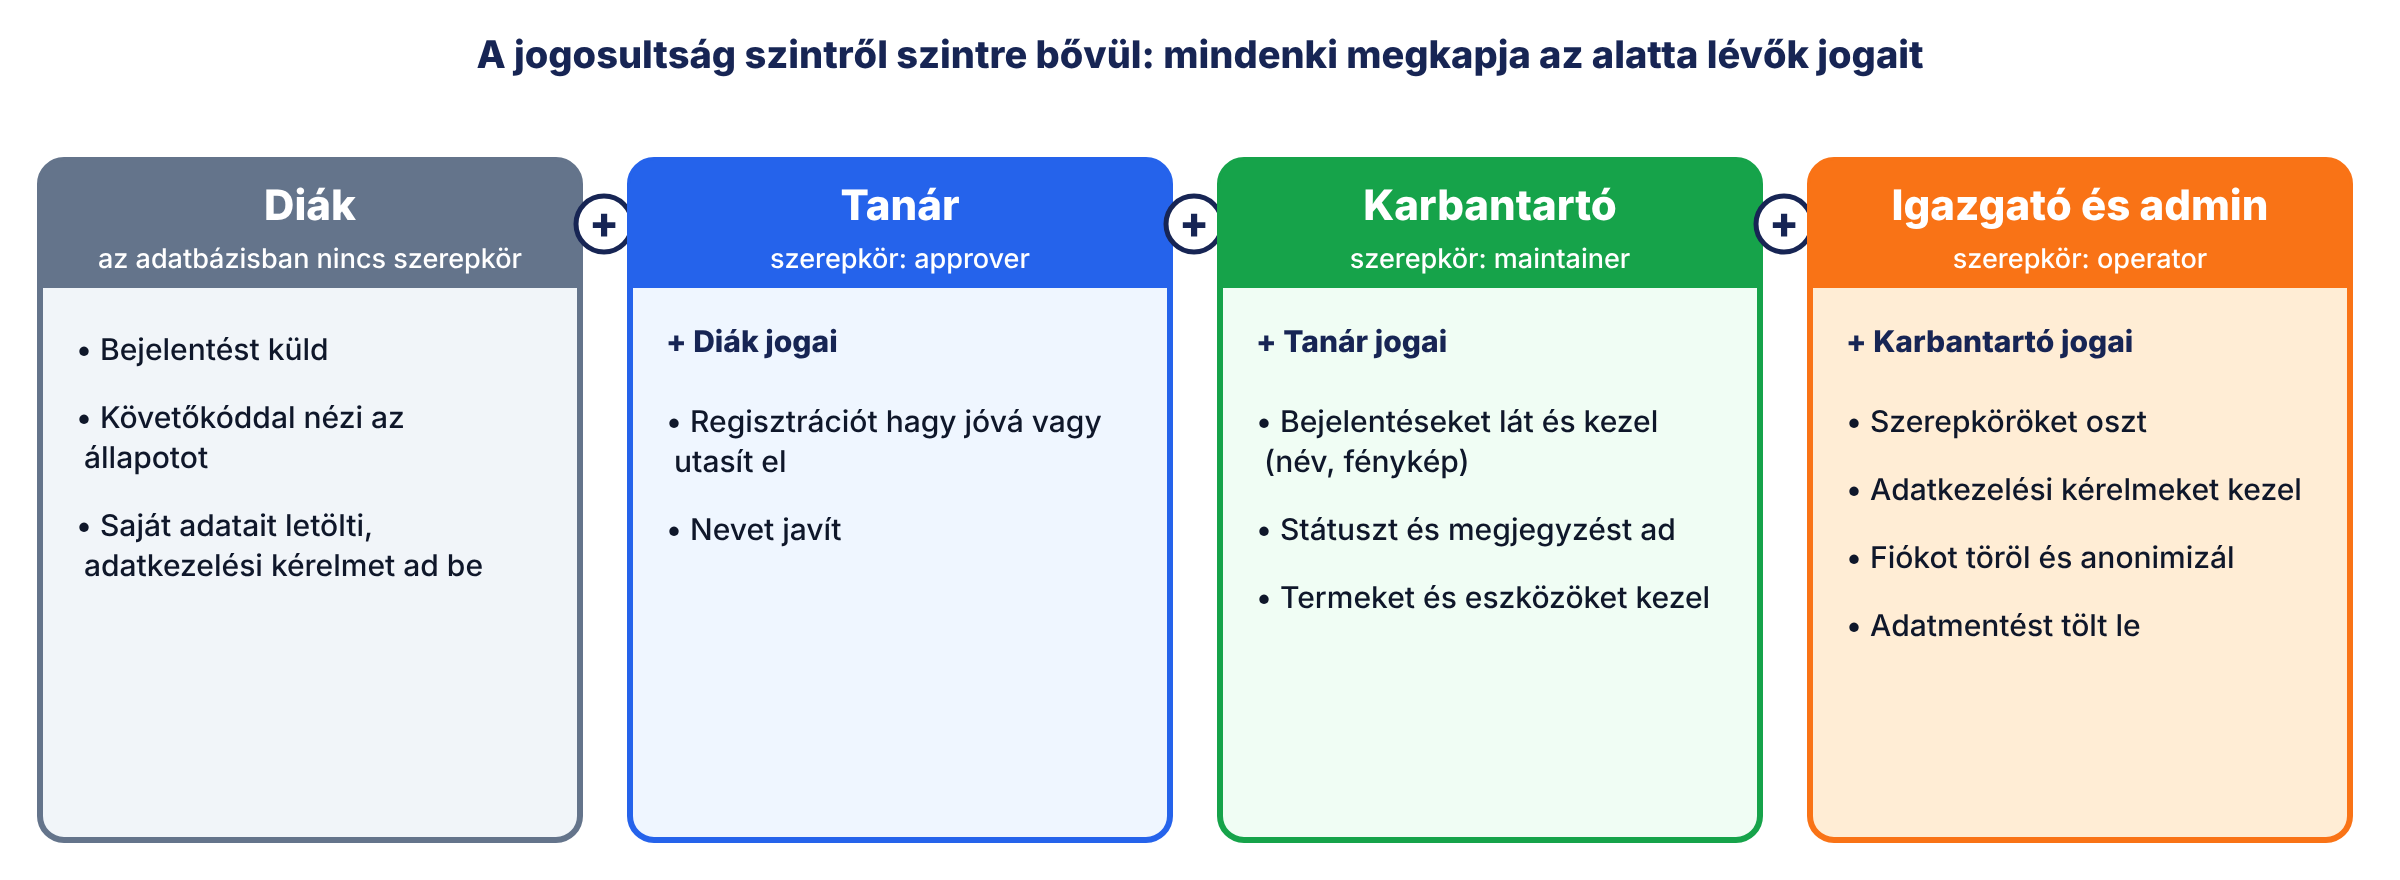 A jogosultság szintről szintre bővül: mindenki megkapja az alatta lévők jogait
Diák
az adatbázisban nincs szerepkör
• Bejelentést küld
• Követőkóddal nézi az
állapotot
• Saját adatait letölti,
adatkezelési kérelmet ad be
+
Tanár
szerepkör: approver
+ Diák jogai
• Regisztrációt hagy jóvá vagy
utasít el
• Nevet javít
+
Karbantartó
szerepkör: maintainer
+ Tanár jogai
• Bejelentéseket lát és kezel
(név, fénykép)
• Státuszt és megjegyzést ad
• Termeket és eszközöket kezel
+
Igazgató és admin
szerepkör: operator
+ Karbantartó jogai
• Szerepköröket oszt
• Adatkezelési kérelmeket kezel
• Fiókot töröl és anonimizál
• Adatmentést tölt le